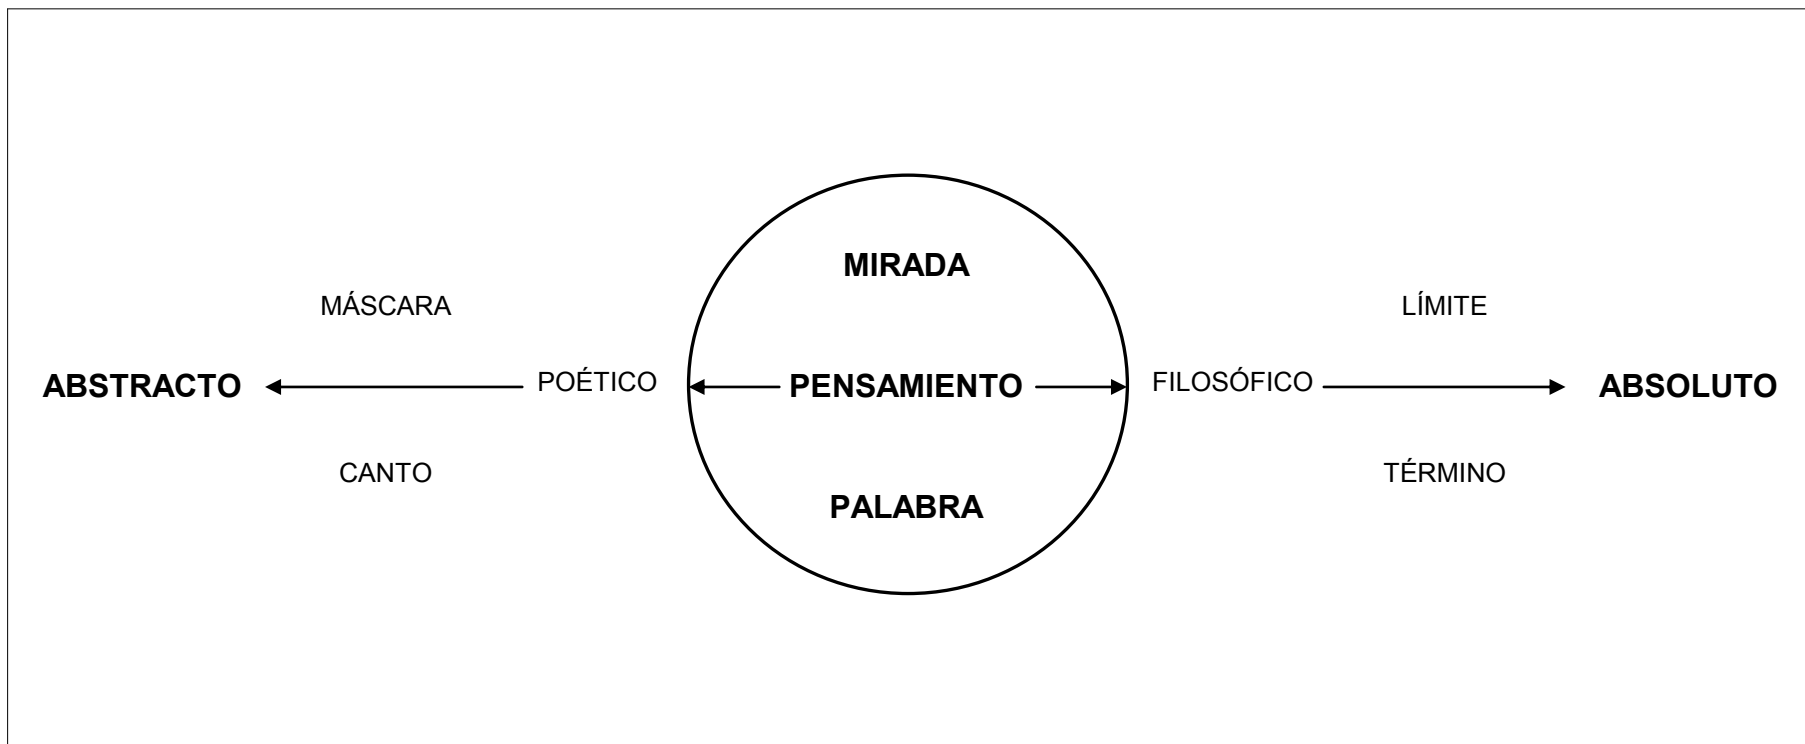 MIRADA
MÁSCARA
LÍMITE
ABSTRACTO POÉTICO PENSAMIENTO FILOSÓFICO ABSOLUTO
CANTO
TÉRMINO
PALABRA